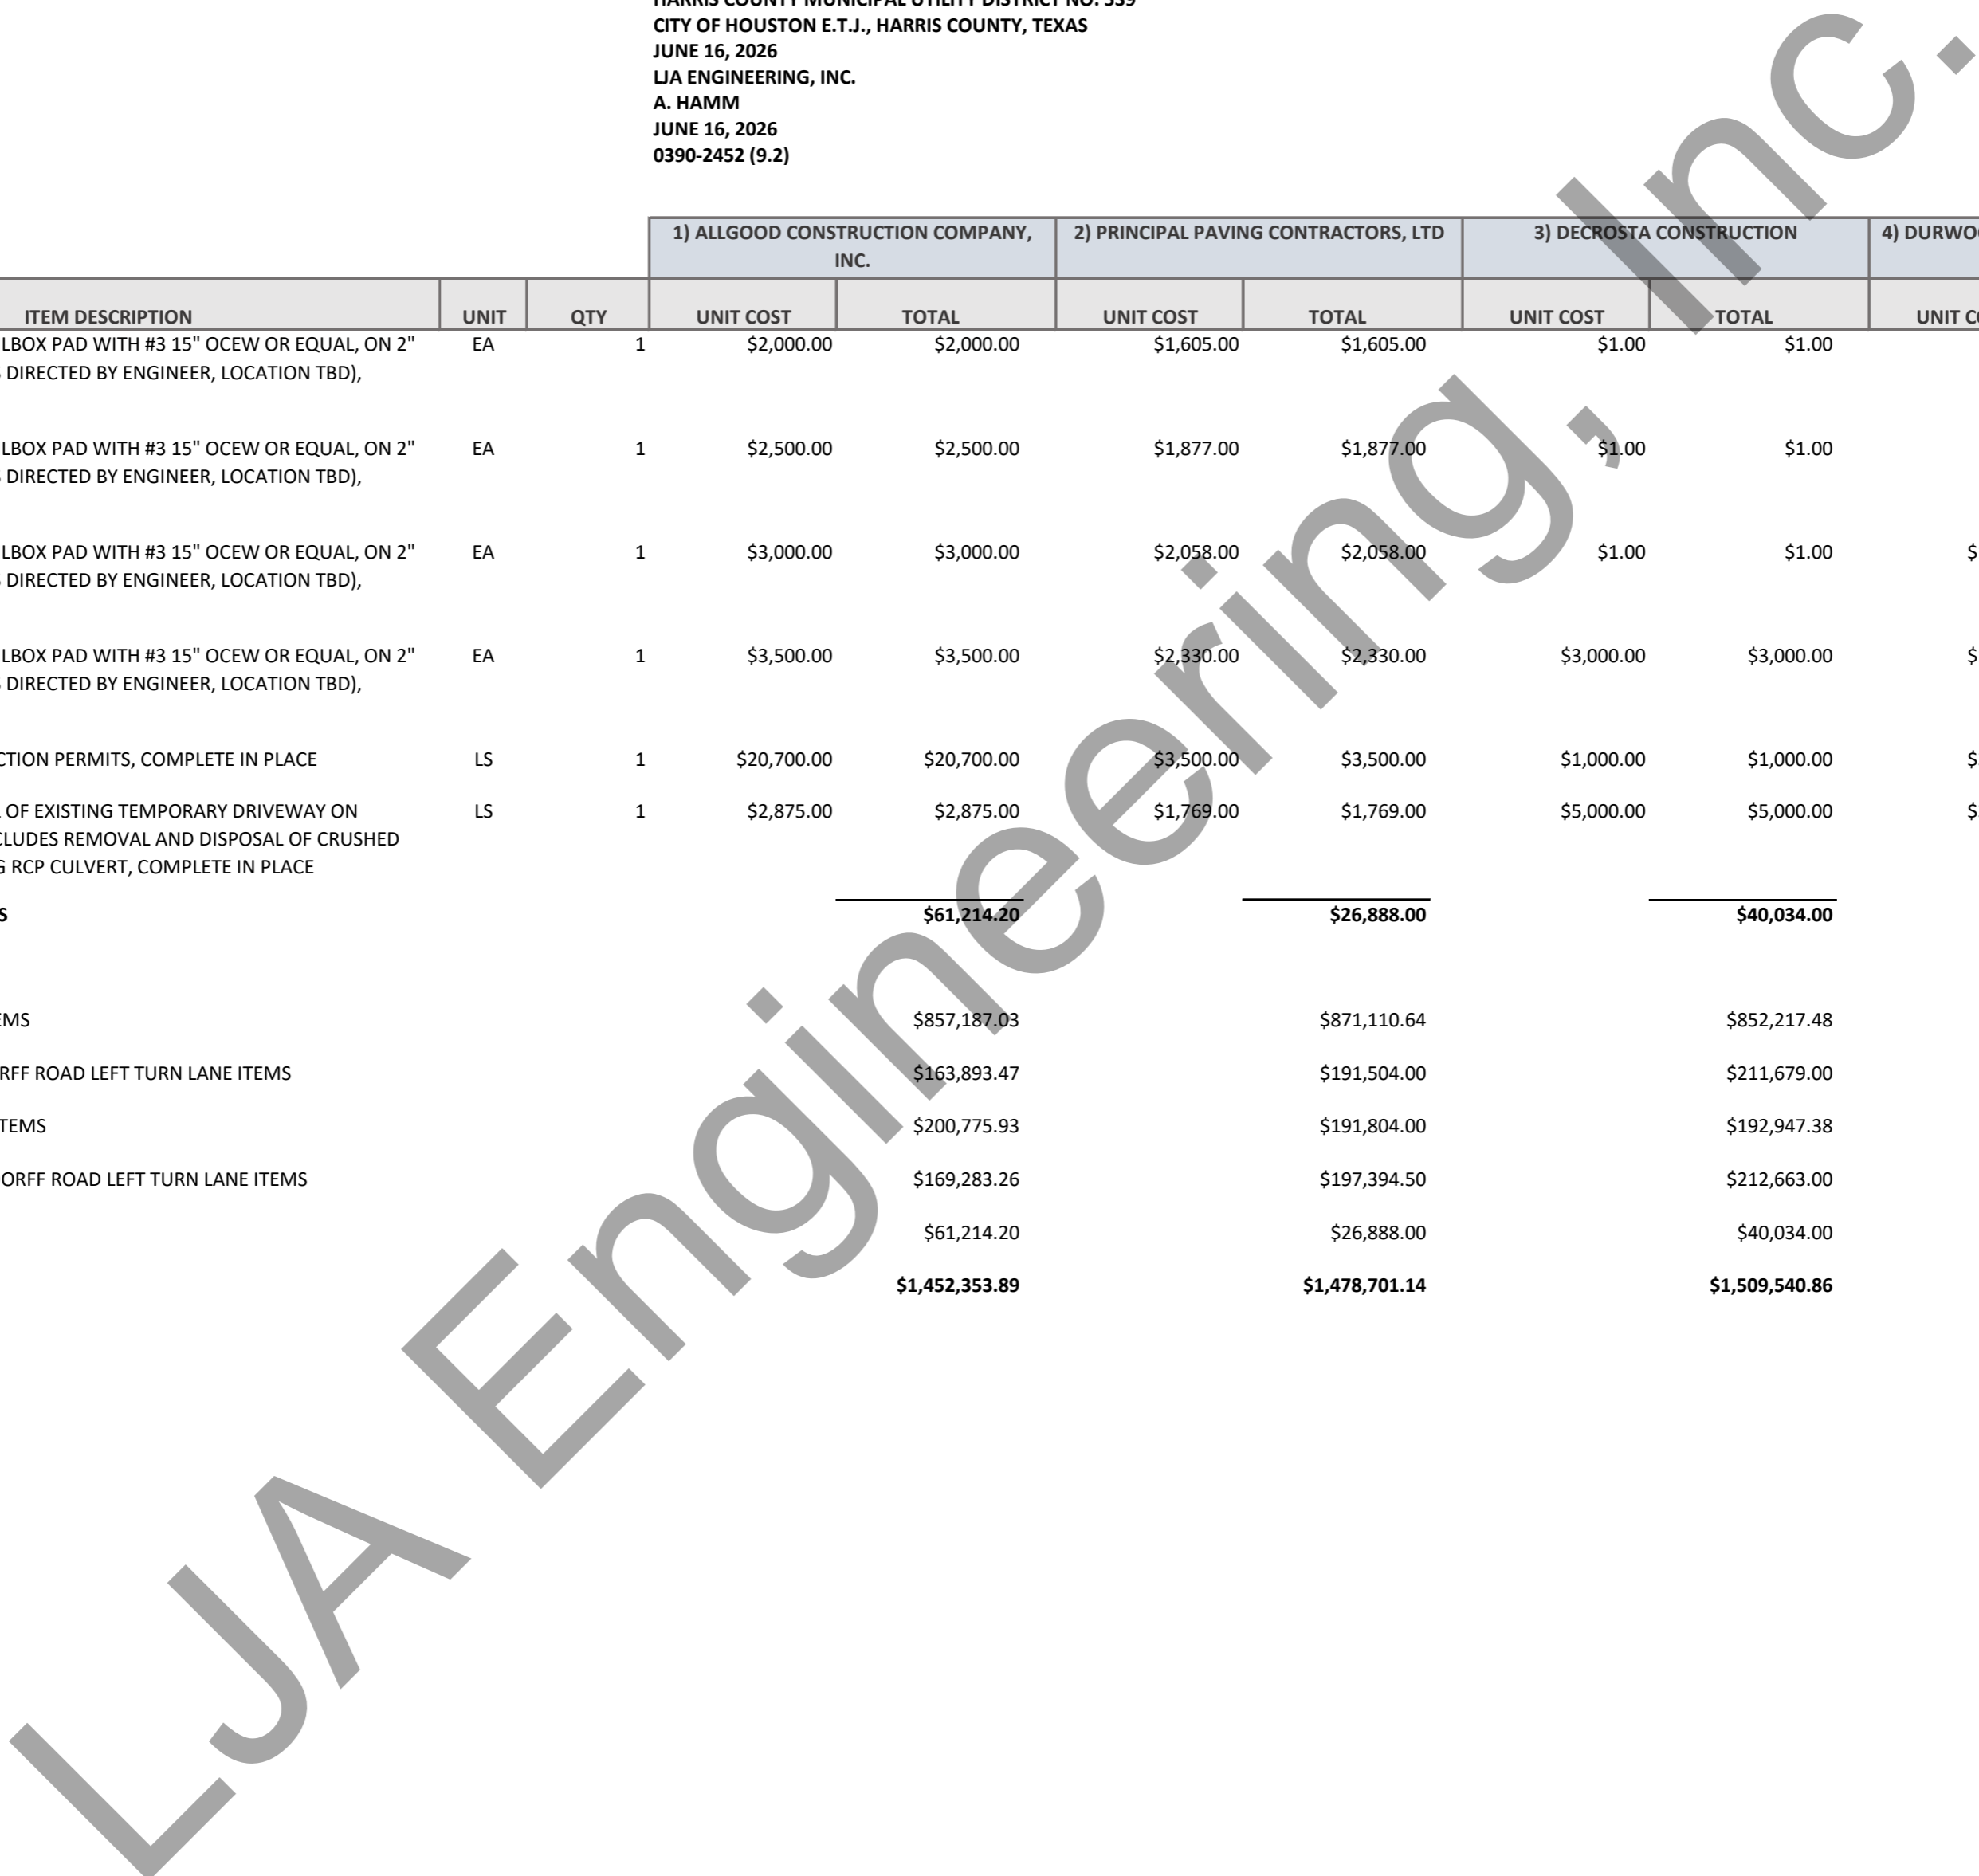 HARRIS COUNTY MUNICIPAL UTILITY DISTRICT NO. 539
CITY OF HOUSTON E.T.J., HARRIS COUNTY, TEXAS
JUNE 16, 2026
LJA ENGINEERING, INC.
A. HAMM
JUNE 16, 2026
0390-2452 (9.2)
1) ALLGOOD CONSTRUCTION COMPANY, INC. 2) PRINCIPAL PAVING CONTRACTORS, LTD 3) DECROSTA CONSTRUCTION 4) DURWO
ITEM DESCRIPTION UNIT QTY UNIT COST TOTAL UNIT COST TOTAL UNIT COST TOTAL UNIT C
LBOX PAD WITH #3 15" OCEW OR EQUAL, ON 2" EA 1 $2,000.00 $2,000.00 $1,605.00 $1,605.00 $1.00 $1.00
DIRECTED BY ENGINEER, LOCATION TBD),
LBOX PAD WITH #3 15" OCEW OR EQUAL, ON 2" EA 1 $2,500.00 $2,500.00 $1,877.00 $1,877.00 $1.00 $1.00
DIRECTED BY ENGINEER, LOCATION TBD),
LBOX PAD WITH #3 15" OCEW OR EQUAL, ON 2" EA 1 $3,000.00 $3,000.00 $2,058.00 $2,058.00 $1.00 $1.00 $
DIRECTED BY ENGINEER, LOCATION TBD),
LBOX PAD WITH #3 15" OCEW OR EQUAL, ON 2" EA 1 $3,500.00 $3,500.00 $2,330.00 $2,330.00 $3,000.00 $3,000.00 $
DIRECTED BY ENGINEER, LOCATION TBD),
CTION PERMITS, COMPLETE IN PLACE LS 1 $20,700.00 $20,700.00 $3,500.00 $3,500.00 $1,000.00 $1,000.00 $
OF EXISTING TEMPORARY DRIVEWAY ON LS 1 $2,875.00 $2,875.00 $1,769.00 $1,769.00 $5,000.00 $5,000.00 $
CLUDES REMOVAL AND DISPOSAL OF CRUSHED
G RCP CULVERT, COMPLETE IN PLACE
S $61,214.20 $26,888.00 $40,034.00
EMS $857,187.03 $871,110.64 $852,217.48
RFF ROAD LEFT TURN LANE ITEMS $163,893.47 $191,504.00 $211,679.00
TEMS $200,775.93 $191,804.00 $192,947.38
ORFF ROAD LEFT TURN LANE ITEMS $169,283.26 $197,394.50 $212,663.00
$61,214.20 $26,888.00 $40,034.00
$1,452,353.89 $1,478,701.14 $1,509,540.86
LJA Engineering, Inc.